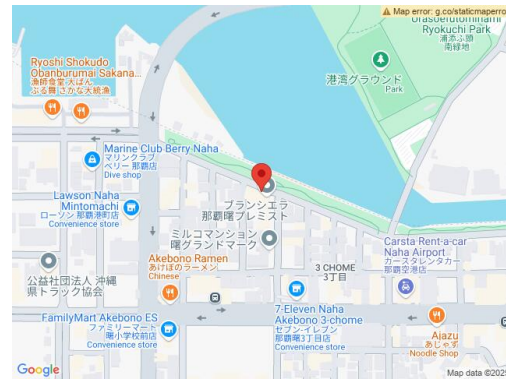 Map error: g.co/staticmaperro
Urasoefutominami
Ryokuchi Park
浦添ふ頭
南緑地
港湾グラウンド
Park
Ryoshi Shokudo
Obanburumai Sakana...
漁師食堂 大ばん
ぶる舞 さかな大統漁
Marine Club Berry Naha
マリンクラブ
ベリー 那覇店
Dive shop
Lawson Naha
Mintomachi
ローソン 那覇港町店
Convenience store
ブランシエラ
那覇曙プレミスト
ミルコマンション
曙グランドマーク
Carsta Rent-a-car
Naha Airport
カースタレンタカー
那覇空港店
3 CHOME
3丁目
公益社団法人 沖縄
県トラック協会
Akebono Ramen
あけぼのラーメン
Chinese
FamilyMart Akebono ES
ファミリーマート
曙小学校前店
Convenience store
7-Eleven Naha
Akebono 3-chome
セブン-イレブン
那覇曙3丁目店
Convenience store
Ajazu
あじゃず
Noodle Shop
Google
Map data ©2025